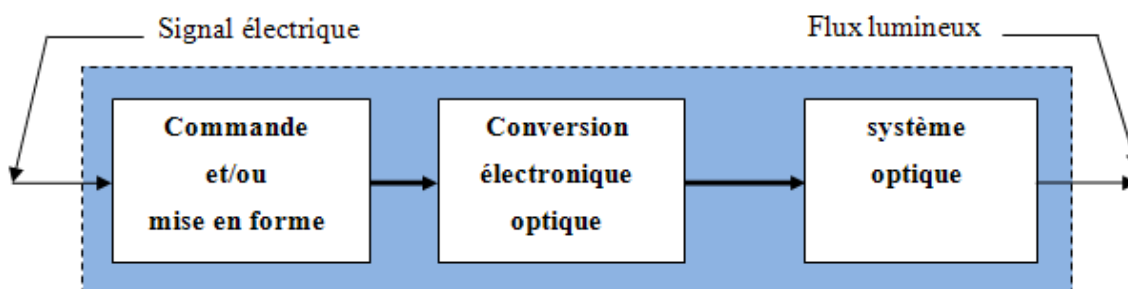 Signal électrique
Flux lumineux
Commande
et/ou
mise en forme
Conversion
électronique
optique
système
optique